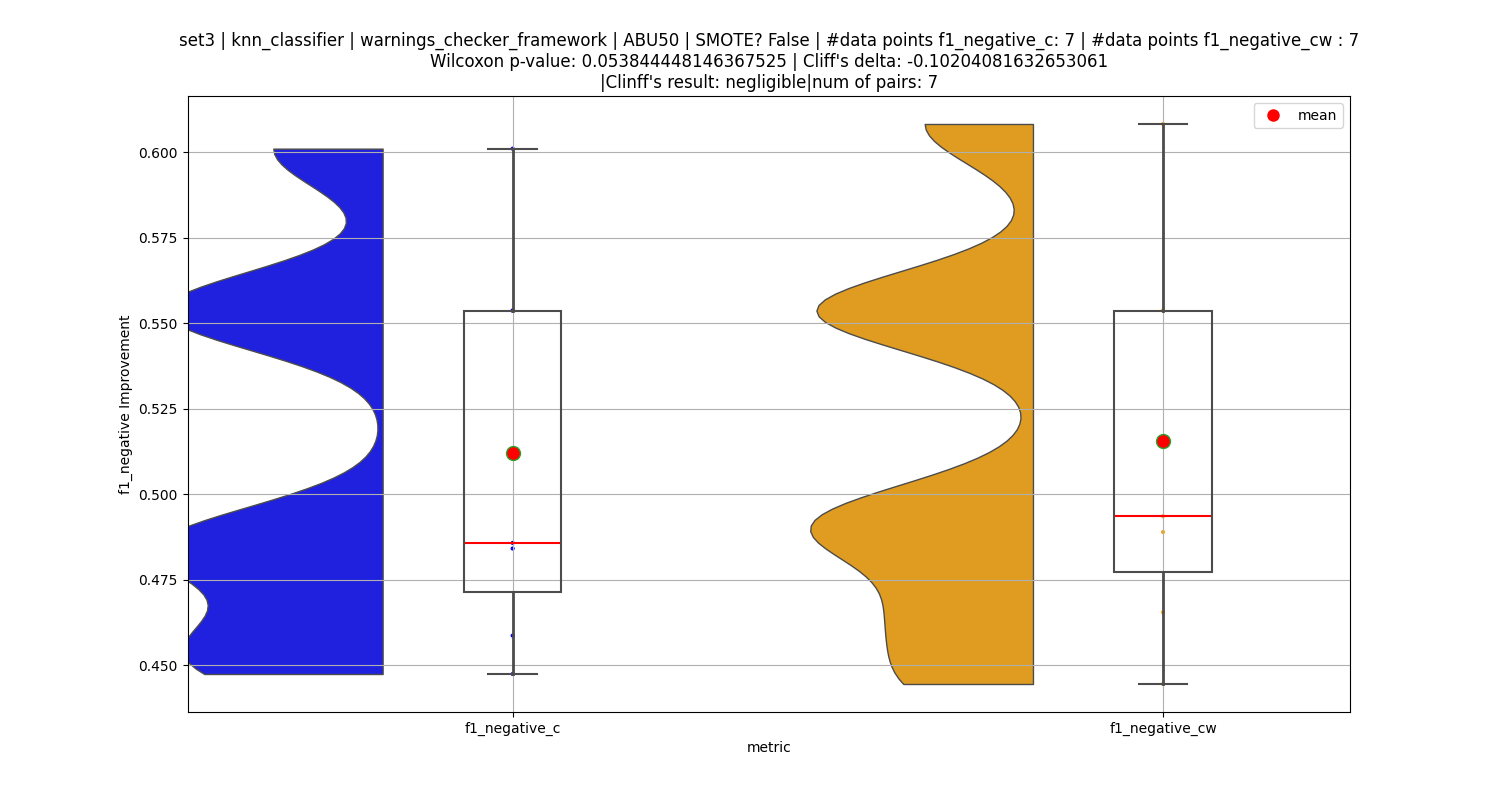 set3 | knn_classifier | warnings_checker_framework | ABU50 | SMOTE? False | #data points f1_negative_c: 7 | #data points f1_negative_cw : 7
Wilcoxon p-value: 0.053844448146367525 | Cliff's delta: -0.10204081632653061
|Clinff's result: negligible|num of pairs: 7
mean
0.600
0.575
0.550
0.525
0.500
0.475
0.450
f1_negative Improvement
f1_negative_c
f1_negative_cw
metric